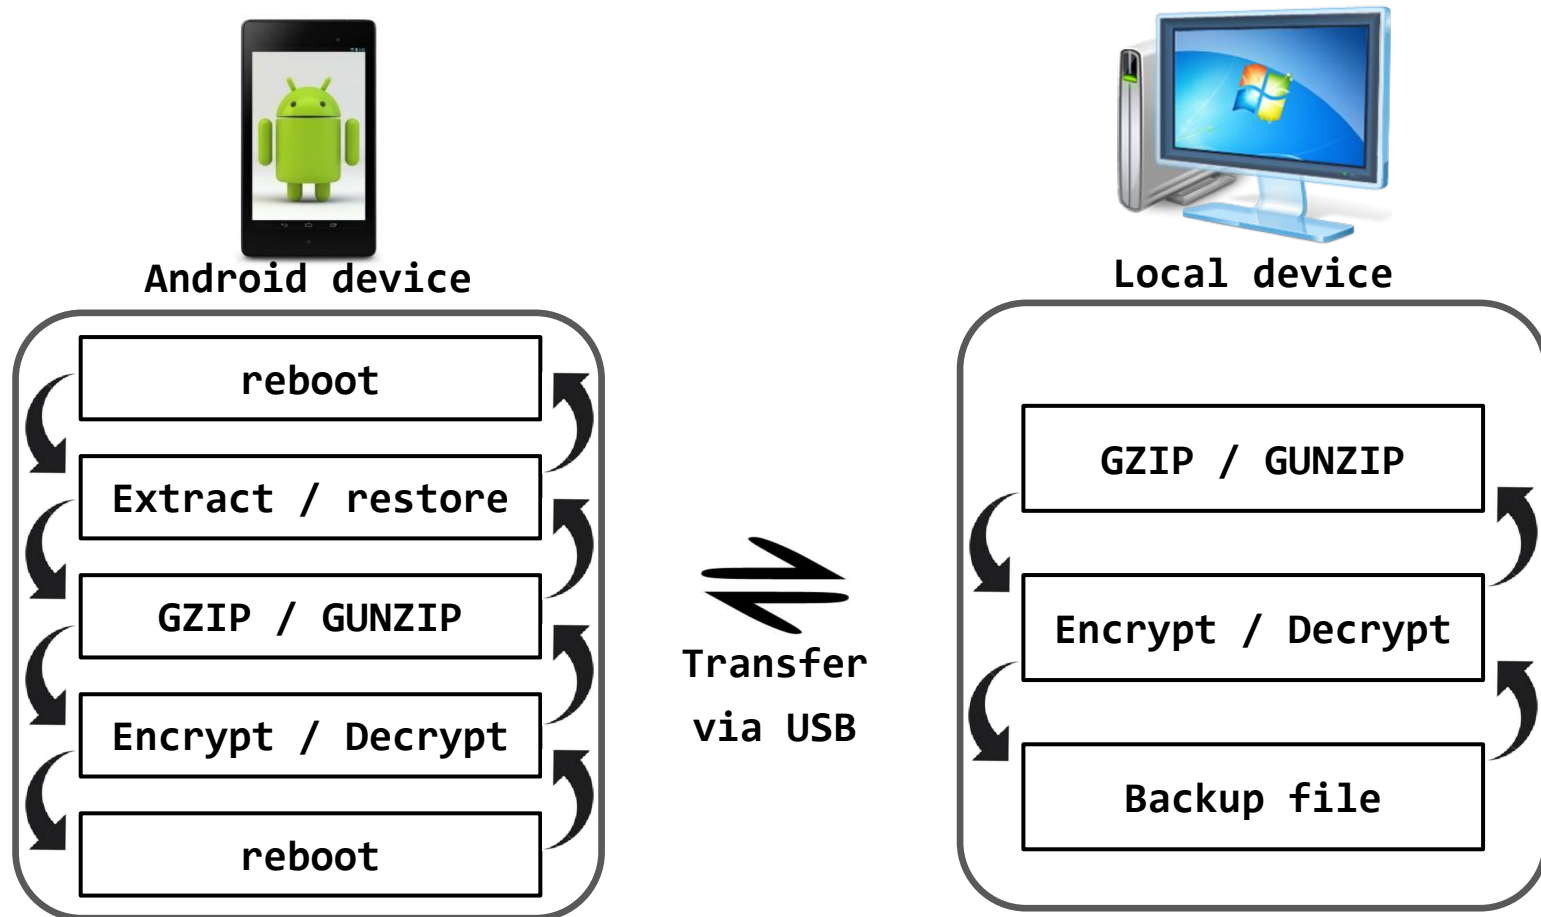 Android device
reboot
Extract / restore
GZIP / GUNZIP
Encrypt / Decrypt
reboot
Transfer
via USB
Local device
GZIP / GUNZIP
Encrypt / Decrypt
Backup file